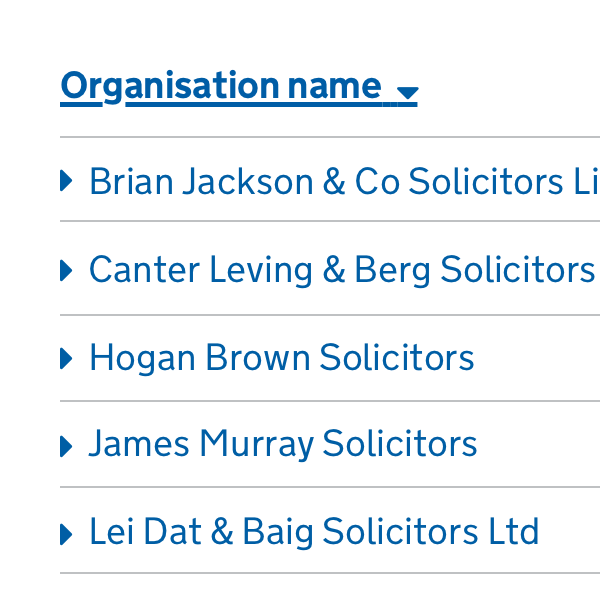 Organisation name
Brian Jackson & Co Solicitors Li
Canter Leving & Berg Solicitors
Hogan Brown Solicitors
James Murray Solicitors
Lei Dat & Baig Solicitors Ltd